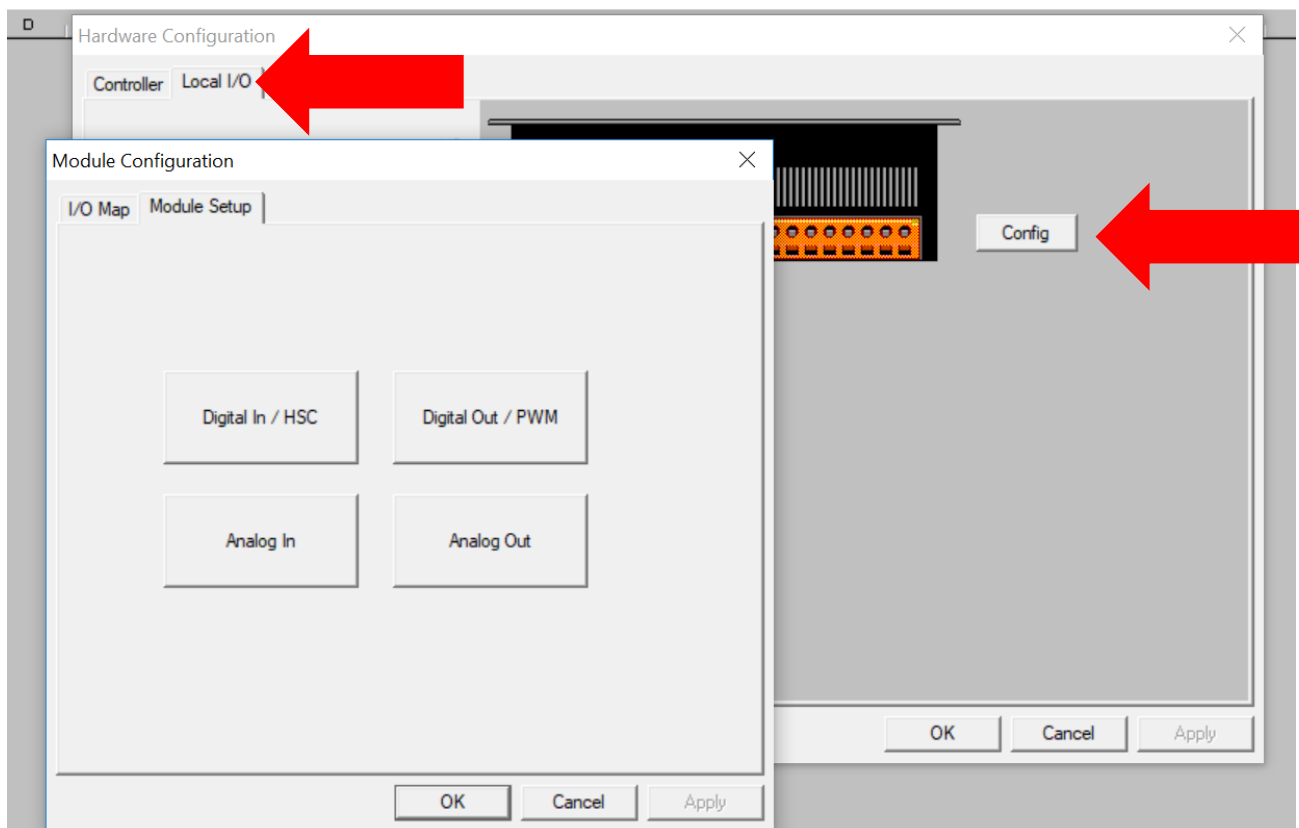 D
Hardware Configuration
Controller Local I/O
Module Configuration
I/O Map Module Setup
Config
Digital In / HSC Digital Out / PWM
Analog In Analog Out
OK Cancel Apply
OK Cancel Apply